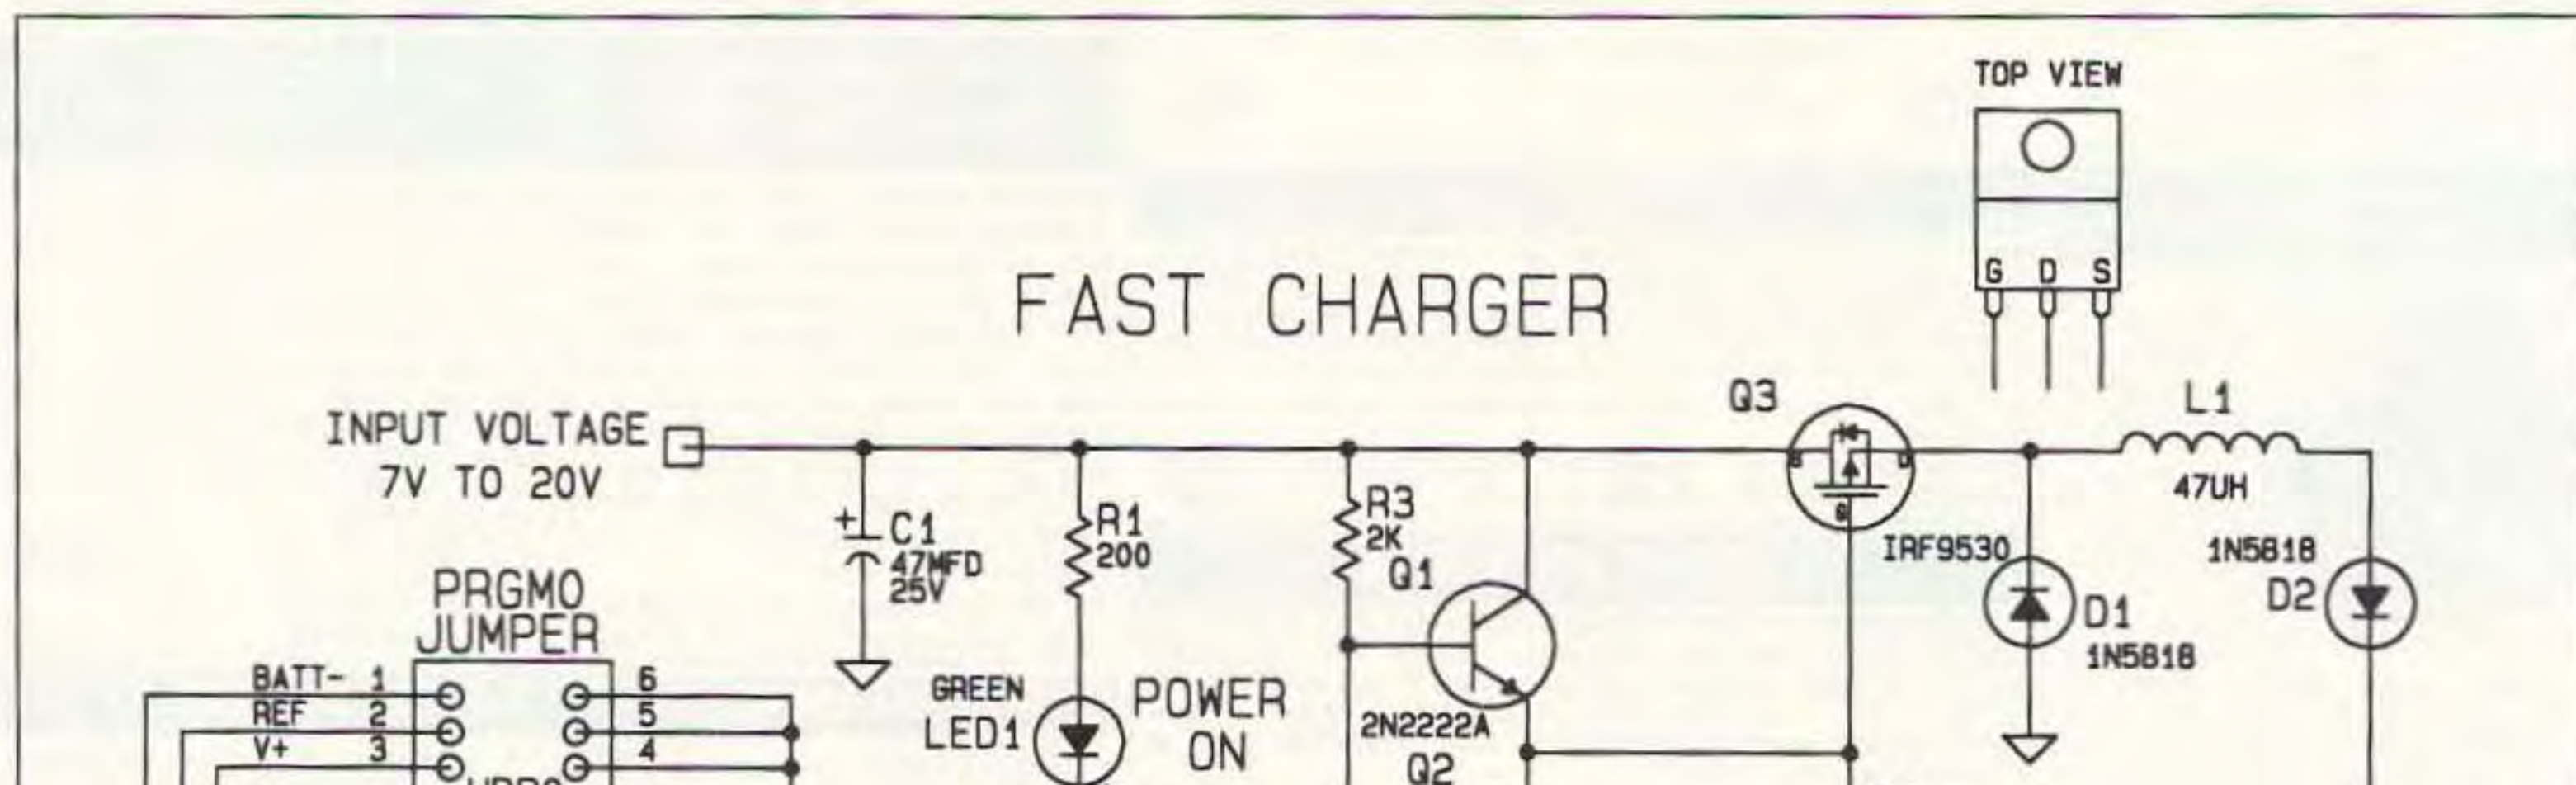 TOP VIEW
G D S
FAST CHARGER
INPUT VOLTAGE
7V TO 20V
Q3
L1
47UH
C1
47MFD
25V
R1
200
R3
2K
Q1
IRF9530
1N5818
D2
D1
1N5818
PRGMO
JUMPER
BATT- 1
REF 2
V+ 3
6
5
4
GREEN
LED1
POWER
ON
2N2222A
Q2
+
G